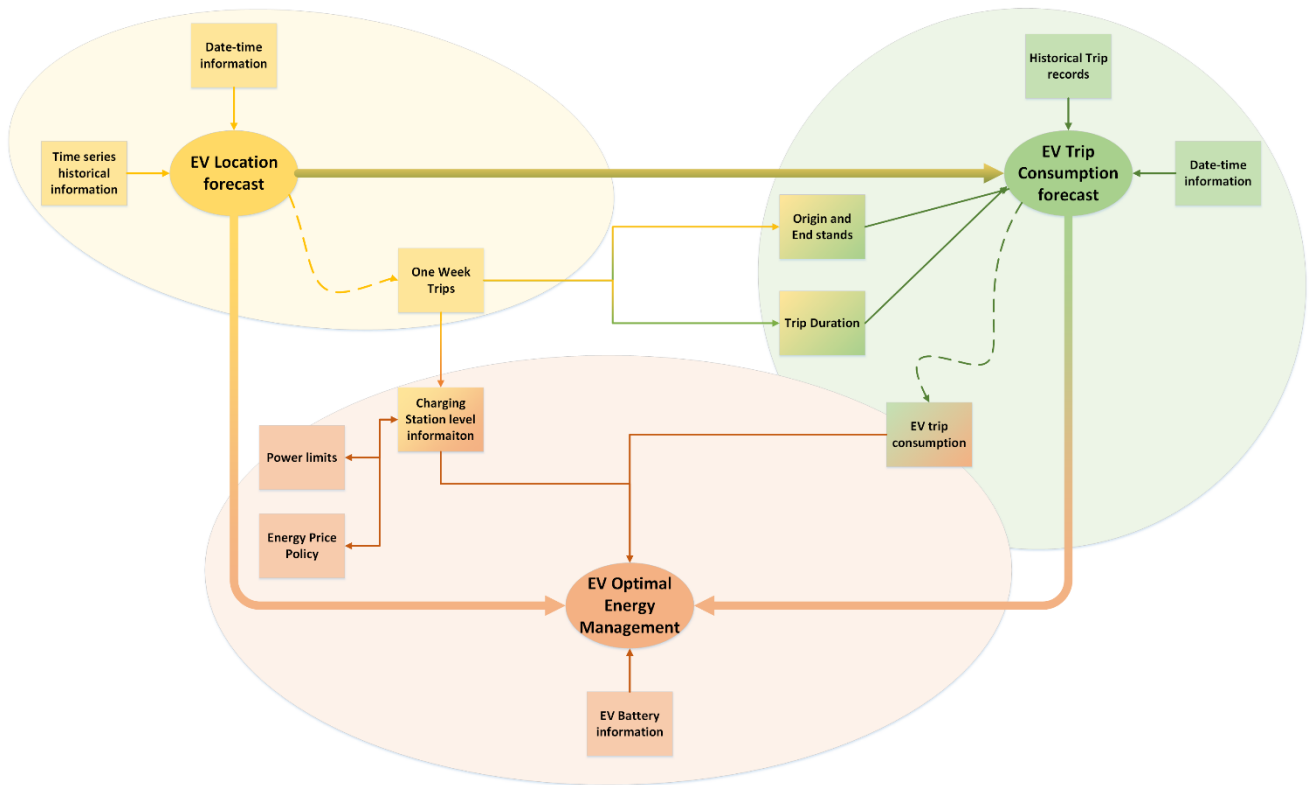 Date-time
information
Time series
historical
information
EV Location
forecast
One Week
Trips
Historical Trip
records
EV Trip
Consumption
forecast
Date-time
information
Origin and
End stands
Trip Duration
Charging
Station level
informaiton
Power limits
Energy Price
Policy
EV trip
consumption
EV Optimal
Energy
Management
EV Battery
information